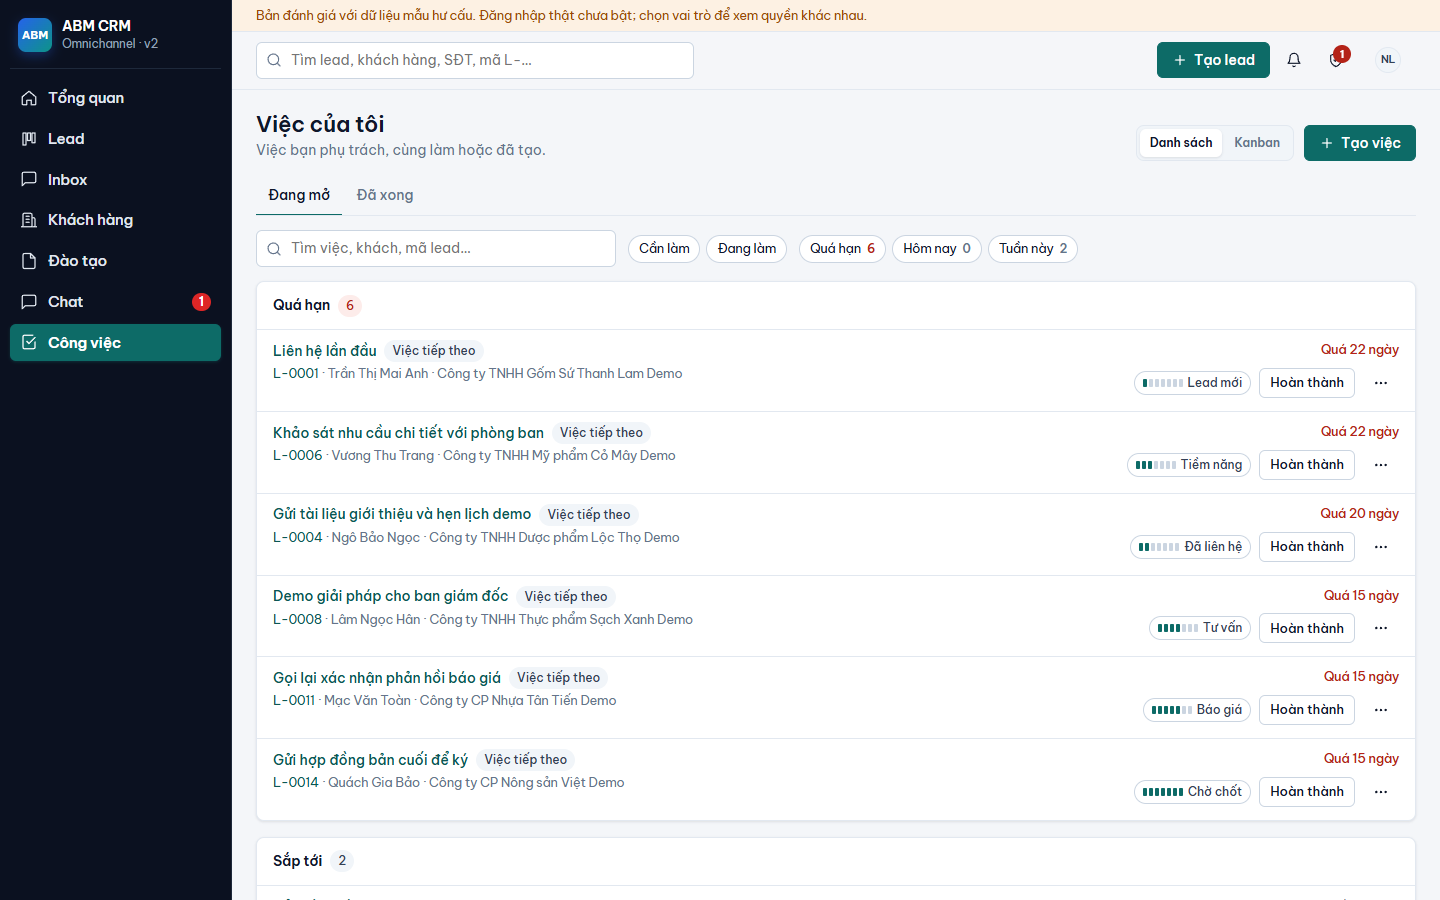 ABM
ABM CRM
Omnichannel · v2
Tổng quan
Lead
Inbox
Khách hàng
Đào tạo
Chat 1
Công việc
Bản đánh giá với dữ liệu mẫu hư cấu. Đăng nhập thật chưa bật; chọn vai trò để xem quyền khác nhau.
Tìm lead, khách hàng, SĐT, mã L-...
+ Tạo lead
1
NL
Việc của tôi
Việc bạn phụ trách, cùng làm hoặc đã tạo.
Danh sách Kanban
+ Tạo việc
Đang mở Đã xong
Tìm việc, khách, mã lead...
Cần làm Đang làm Quá hạn 6 Hôm nay 0 Tuần này 2
Quá hạn 6
Liên hệ lần đầu Việc tiếp theo
Quá 22 ngày
L-0001 · Trần Thị Mai Anh · Công ty TNHH Gốm Sứ Thanh Lam Demo
Lead mới Hoàn thành ...
Khảo sát nhu cầu chi tiết với phòng ban Việc tiếp theo
Quá 22 ngày
L-0006 · Vương Thu Trang · Công ty TNHH Mỹ phẩm Cỏ Mây Demo
Tiềm năng Hoàn thành ...
Gửi tài liệu giới thiệu và hẹn lịch demo Việc tiếp theo
Quá 20 ngày
L-0004 · Ngô Bảo Ngọc · Công ty TNHH Dược phẩm Lộc Thọ Demo
Đã liên hệ Hoàn thành ...
Demo giải pháp cho ban giám đốc Việc tiếp theo
Quá 15 ngày
L-0008 · Lâm Ngọc Hân · Công ty TNHH Thực phẩm Sạch Xanh Demo
Tư vấn Hoàn thành ...
Gọi lại xác nhận phản hồi báo giá Việc tiếp theo
Quá 15 ngày
L-0011 · Mạc Văn Toàn · Công ty CP Nhựa Tân Tiến Demo
Báo giá Hoàn thành ...
Gửi hợp đồng bản cuối để ký Việc tiếp theo
Quá 15 ngày
L-0014 · Quách Gia Bảo · Công ty CP Nông sản Việt Demo
Chờ chốt Hoàn thành ...
Sắp tới 2